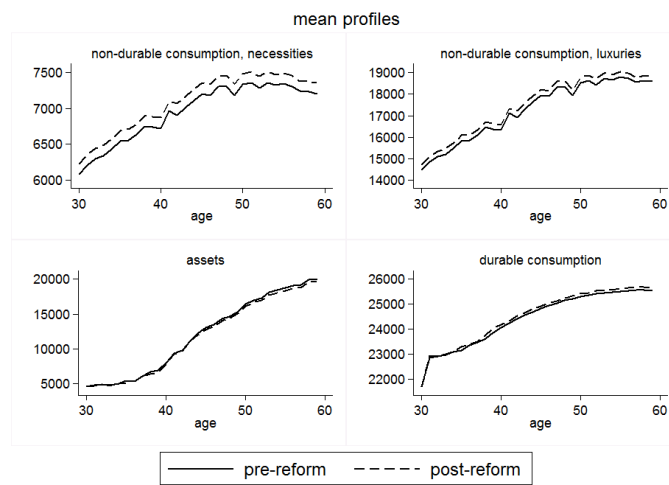 mean profiles
non-durable consumption, necessities
7500
7000
6500
6000
30 40 50 60
age
non-durable consumption, luxuries
19000
18000
17000
16000
15000
14000
30 40 50 60
age
assets
20000
15000
10000
5000
30 40 50 60
age
durable consumption
26000
25000
24000
23000
22000
30 40 50 60
age
pre-reform post-reform